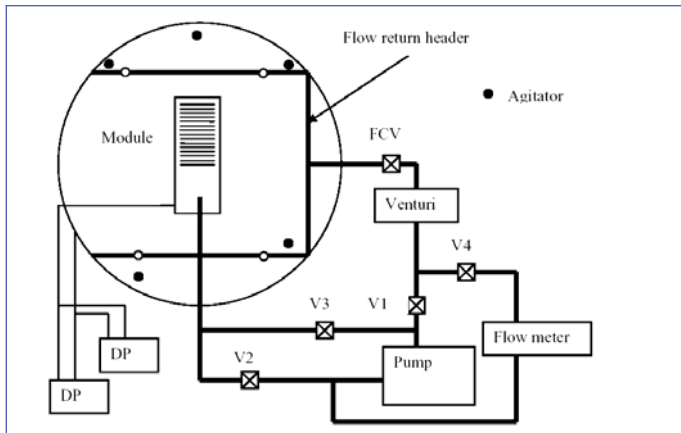 Flow return header
Agitator
Module
FCV
Venturi
V4
V3
V1
Flow meter
V2
Pump
DP
DP